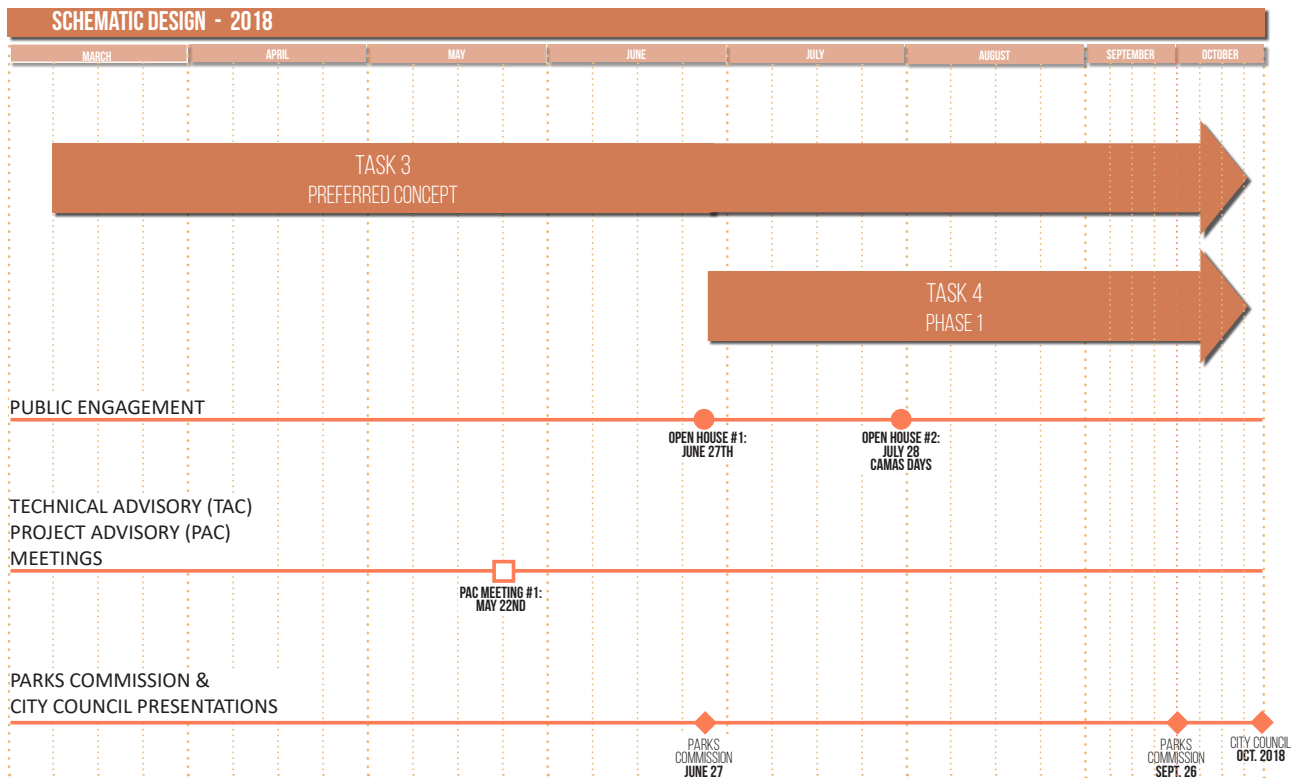 SCHEMATIC DESIGN - 2018
MARCH APRIL MAY JUNE JULY AUGUST SEPTEMBER OCTOBER
TASK 3
PREFERRED CONCEPT
TASK 4
PHASE 1
PUBLIC ENGAGEMENT
OPEN HOUSE #1:
JUNE 27TH
OPEN HOUSE #2:
JULY 28
CAMAS DAYS
TECHNICAL ADVISORY (TAC)
PROJECT ADVISORY (PAC)
MEETINGS
PAC MEETING #1:
MAY 22ND
PARKS COMMISSION &
CITY COUNCIL PRESENTATIONS
PARKS
COMMISSION
JUNE 27
PARKS
COMMISSION
SEPT. 26
CITY COUNCIL
OCT. 2018